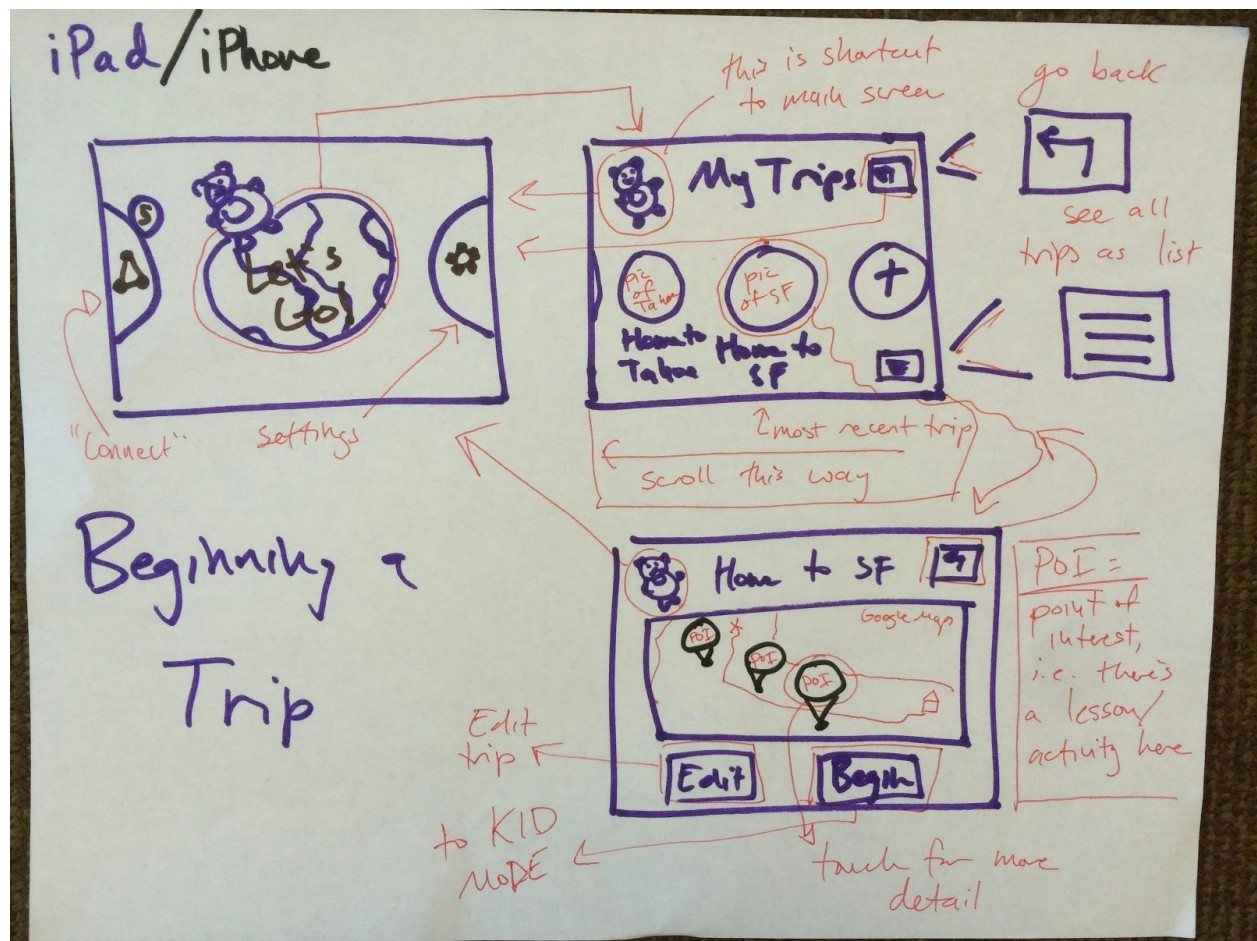 iPad/iPhone
this is shortcut
to main screen
go back
S
Let's
Go!
My Trips
see all
trips as list
pic
of
Tahoe
pic
of SF
+
Home to
Tahoe
Home to
SF
"Connect"
settings
most recent trip
scroll this way
Beginning a
Trip
Home to SF
Google Map
POI
POI
POI
Edit
Begin
POI =
point of
interest,
i.e. there's
a lesson/
activity here
Edit
trip
to KID
MODE
touch for more
detail